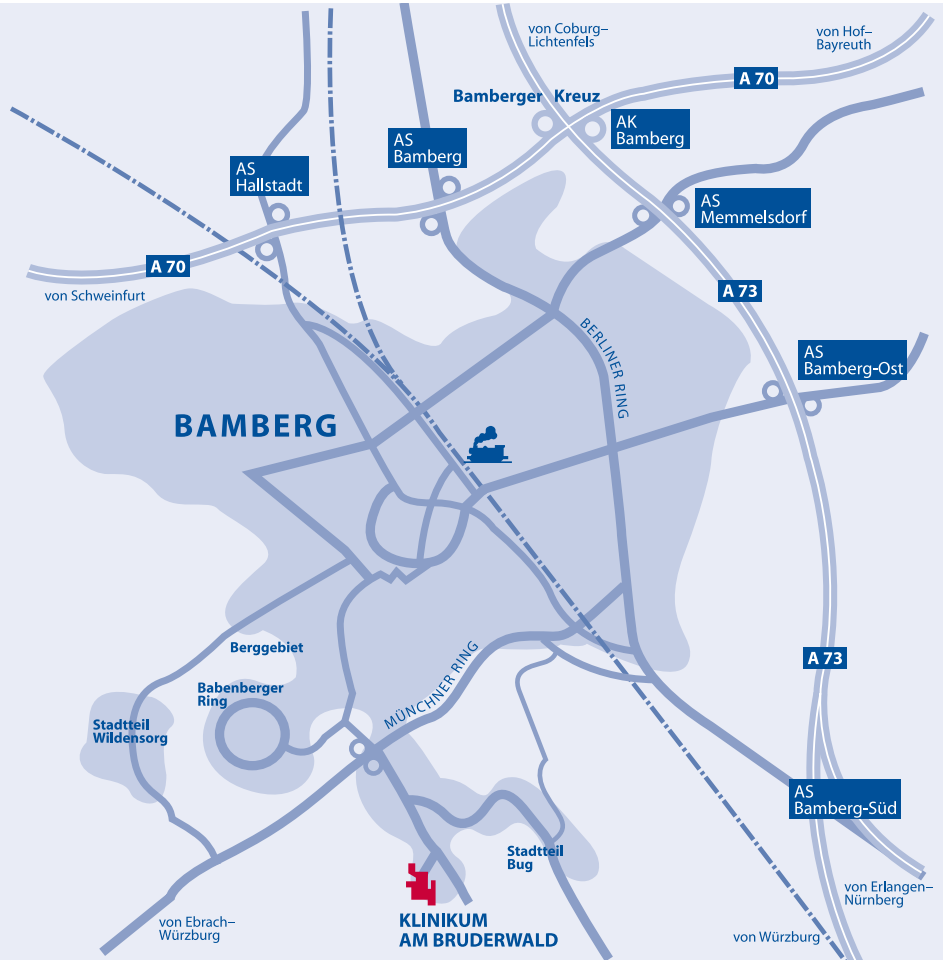 von Coburg–
Lichtenfels
von Hof–
Bayreuth
A 70
Bamberger Kreuz
AK
Bamberg
AS
Bamberg
AS
Hallstadt
AS
Memmelsdorf
A 70
von Schweinfurt
A 73
BERLINER RING
AS
Bamberg-Ost
BAMBERG
Berggebiet
A 73
Babenberger
Ring
MÜNCHNER RING
Stadtteil
Wildensorg
AS
Bamberg-Süd
Stadtteil
Bug
von Erlangen–
Nürnberg
KLINIKUM
AM BRUDERWALD
von Ebrach–
Würzburg
von Würzburg